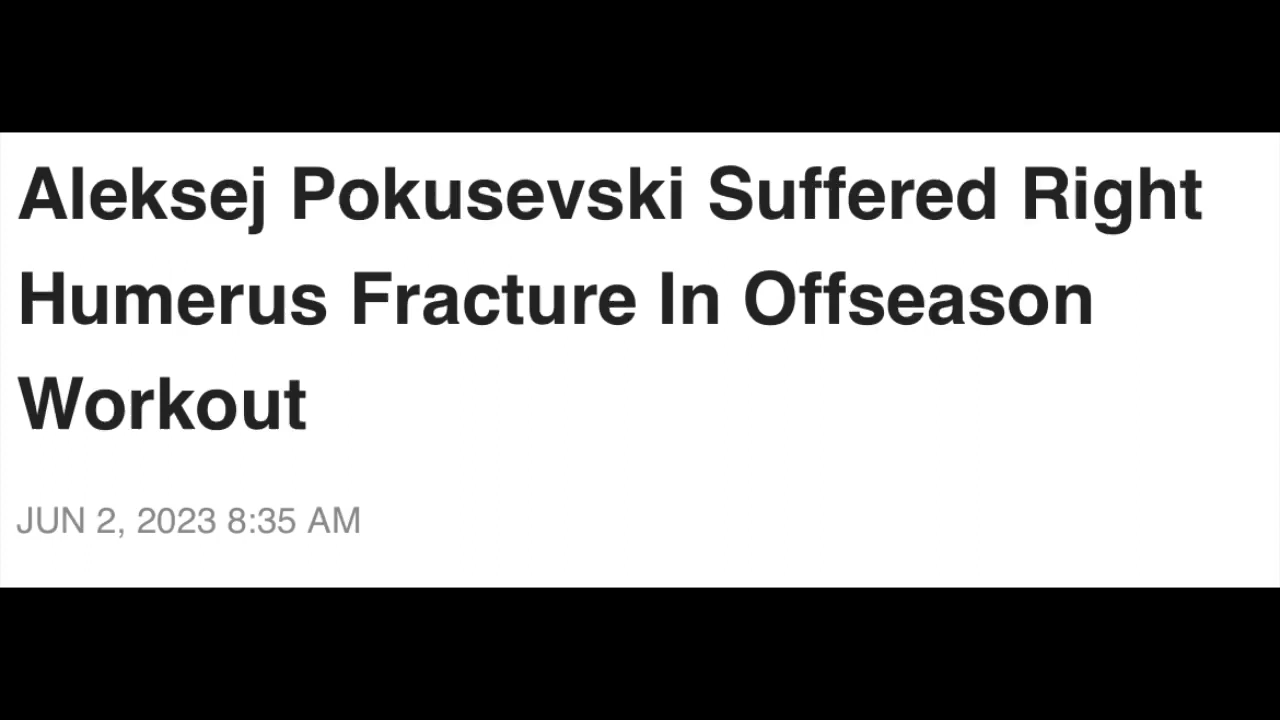 Aleksej Pokusevski Suffered Right
Humerus Fracture In Offseason
Workout
JUN 2, 2023 8:35 AM